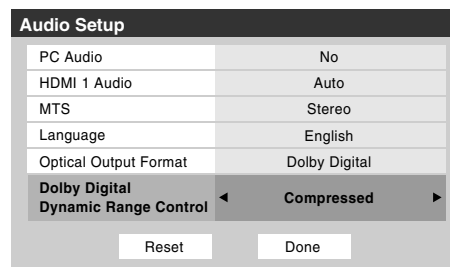 Audio Setup
PC Audio No
HDMI 1 Audio Auto
MTS Stereo
Language English
Optical Output Format Dolby Digital
Dolby Digital
Dynamic Range Control ◄ Compressed ►
Reset Done